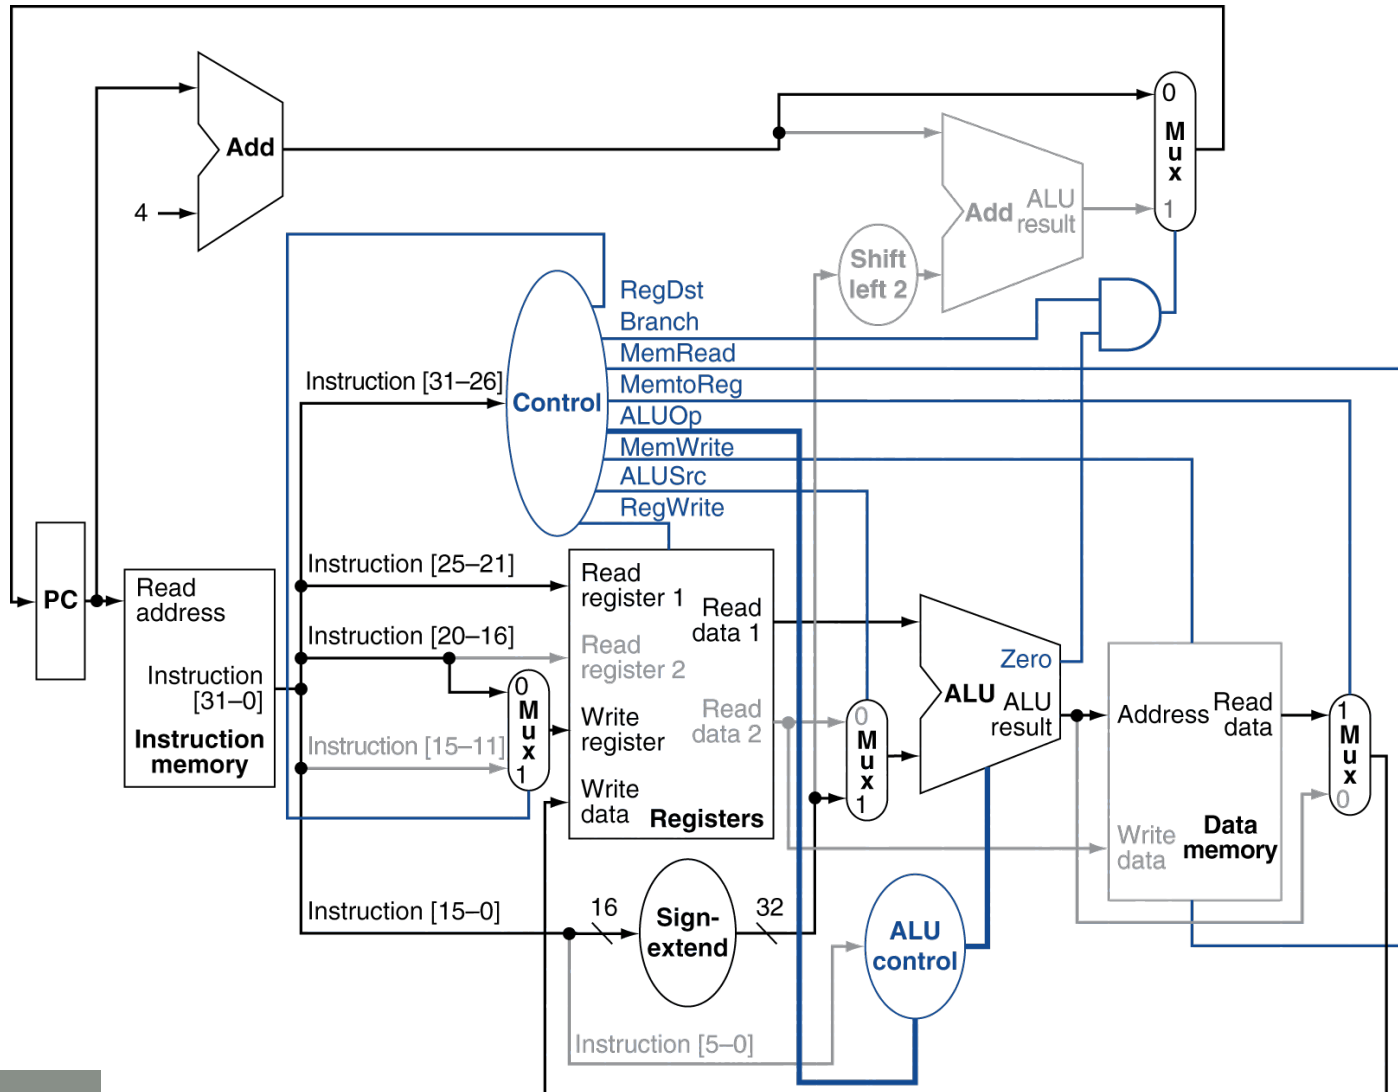 0
M
u
x
1
Add
4
Add
ALU
result
Shift
left 2
RegDst
Branch
MemRead
MemtoReg
ALUOp
MemWrite
ALUSrc
RegWrite
Instruction [31–26]
Control
Instruction [25–21]
Instruction [20–16]
Instruction [15–11]
PC
Read
address
Instruction
[31–0]
Instruction
memory
0
M
u
x
1
Read
register 1
Read
register 2
Write
register
Write
data
Read
data 1
Read
data 2
Registers
0
M
u
x
1
Zero
ALU
ALU
result
Address
Read
data
Write
data
Data
memory
1
M
u
x
0
Instruction [15–0]
16
Sign-
extend
32
ALU
control
Instruction [5–0]